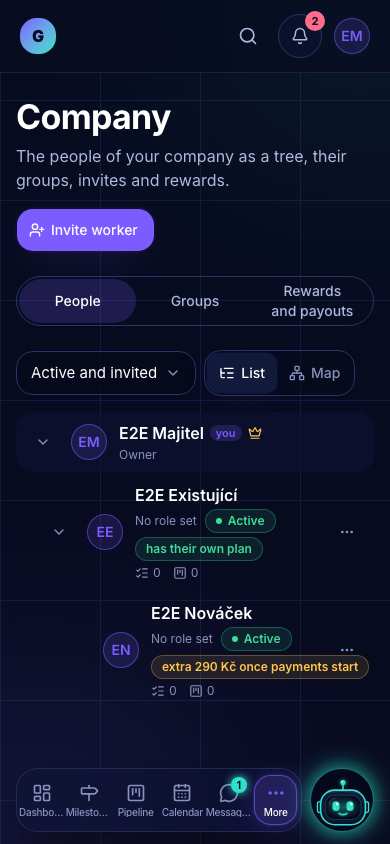 G
2
EM
Company
The people of your company as a tree, their
groups, invites and rewards.
Invite worker
People
Groups
Rewards
and payouts
Active and invited
List
Map
EM
E2E Majitel you
Owner
EE
E2E Existující
No role set Active
has their own plan
0 0
EN
E2E Nováček
No role set Active
extra 290 Kč once payments start
0 0
1
Dashbo... Milesto... Pipeline Calendar Messag... More